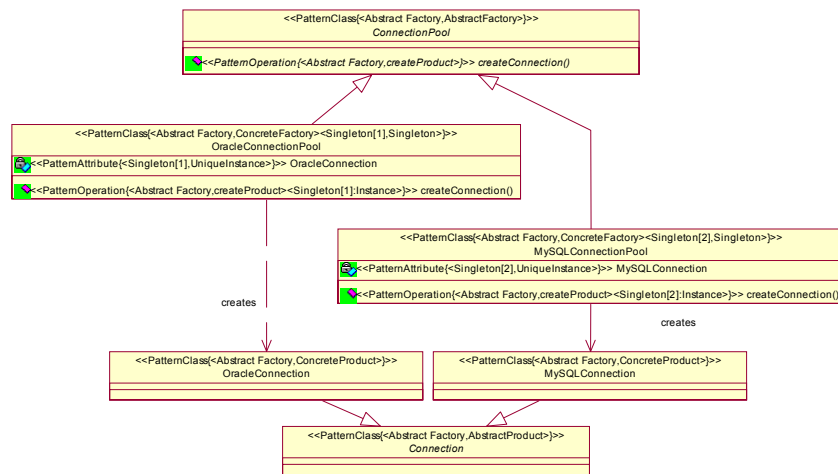 <<PatternClass{<Abstract Factory,AbstractFactory>}>>
ConnectionPool
<<PatternOperation{<Abstract Factory,createProduct>}>> createConnection()
<<PatternClass{<Abstract Factory,ConcreteFactory><Singleton[1],Singleton>}>>
OracleConnectionPool
<<PatternAttribute{<Singleton[1],UniqueInstance>}>> OracleConnection
<<PatternOperation{<Abstract Factory,createProduct><Singleton[1]:Instance>}>> createConnection()
<<PatternClass{<Abstract Factory,ConcreteFactory><Singleton[2],Singleton>}>>
MySQLConnectionPool
<<PatternAttribute{<Singleton[2],UniqueInstance>}>> MySQLConnection
<<PatternOperation{<Abstract Factory,createProduct><Singleton[2]:Instance>}>> createConnection()
creates
creates
<<PatternClass{<Abstract Factory,ConcreteProduct>}>>
OracleConnection
<<PatternClass{<Abstract Factory,ConcreteProduct>}>>
MySQLConnection
<<PatternClass{<Abstract Factory,AbstractProduct>}>>
Connection